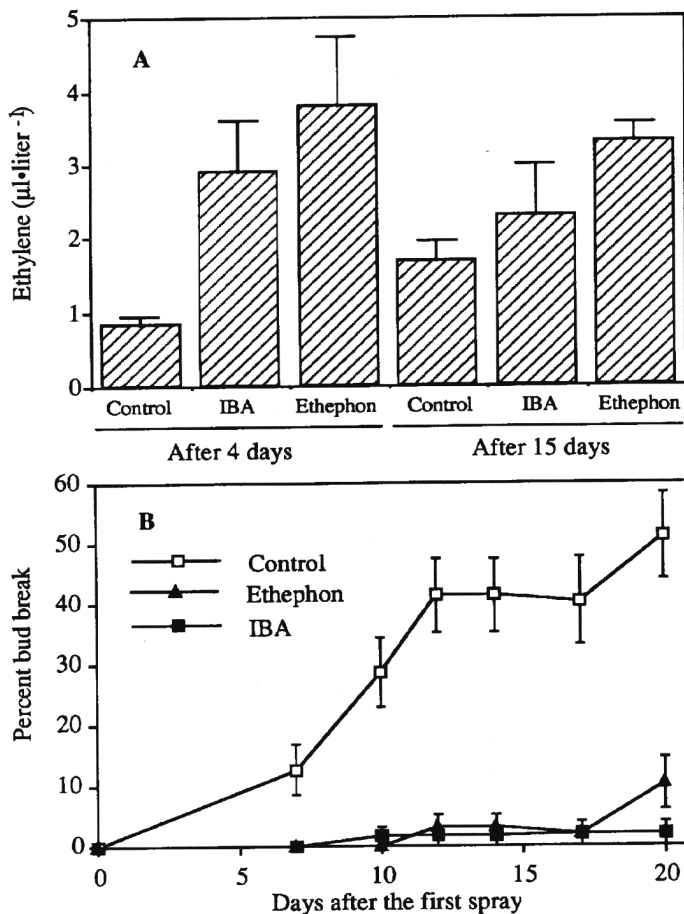 A
5
4
3
2
1
0
Ethylene (µl•liter⁻¹)
Control IBA Ethephon Control IBA Ethephon
After 4 days After 15 days
B
60
50
40
30
20
10
0
Percent bud break
Control
Ethephon
IBA
0 5 10 15 20
Days after the first spray